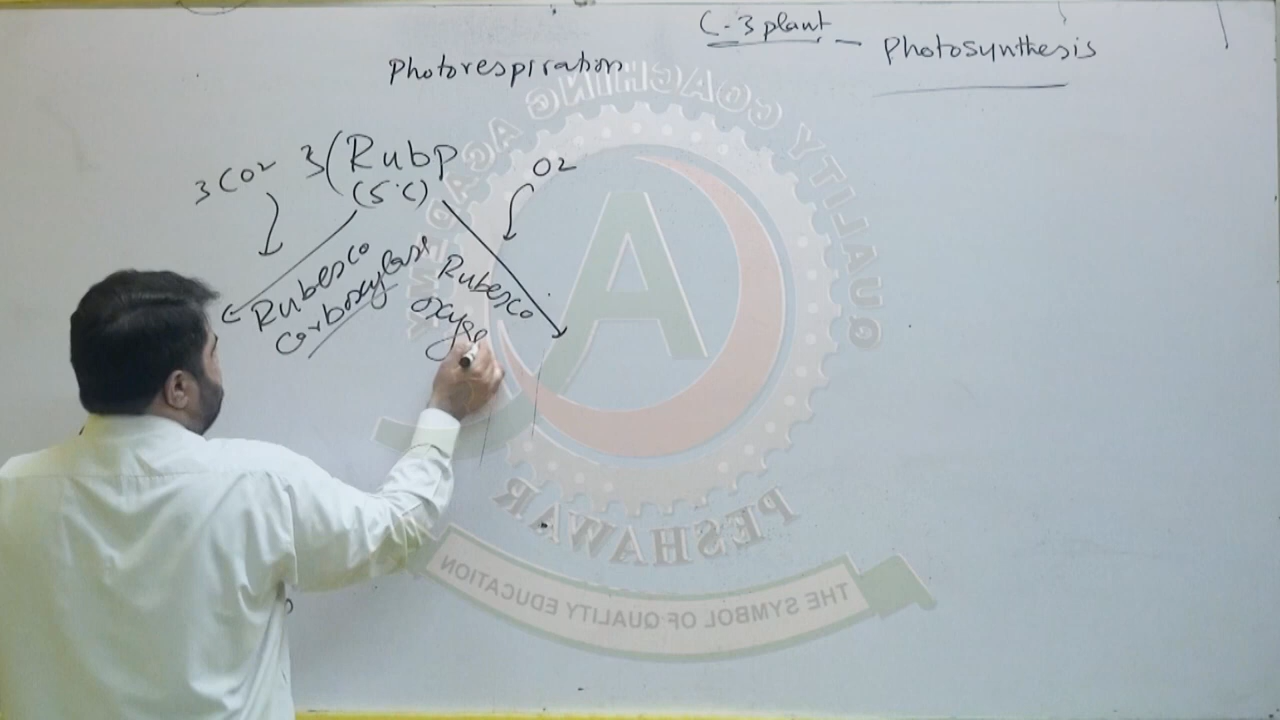 C-3 plant - Photosynthesis
Photorespiration
3CO2 3(Rubp
(5'C)
O2
Rubesco
Carboxylase
Rubesco
oxyge
QUALITY COACHING ACADEMY
PESHAWAR
THE SYMBOL OF QUALITY EDUCATION